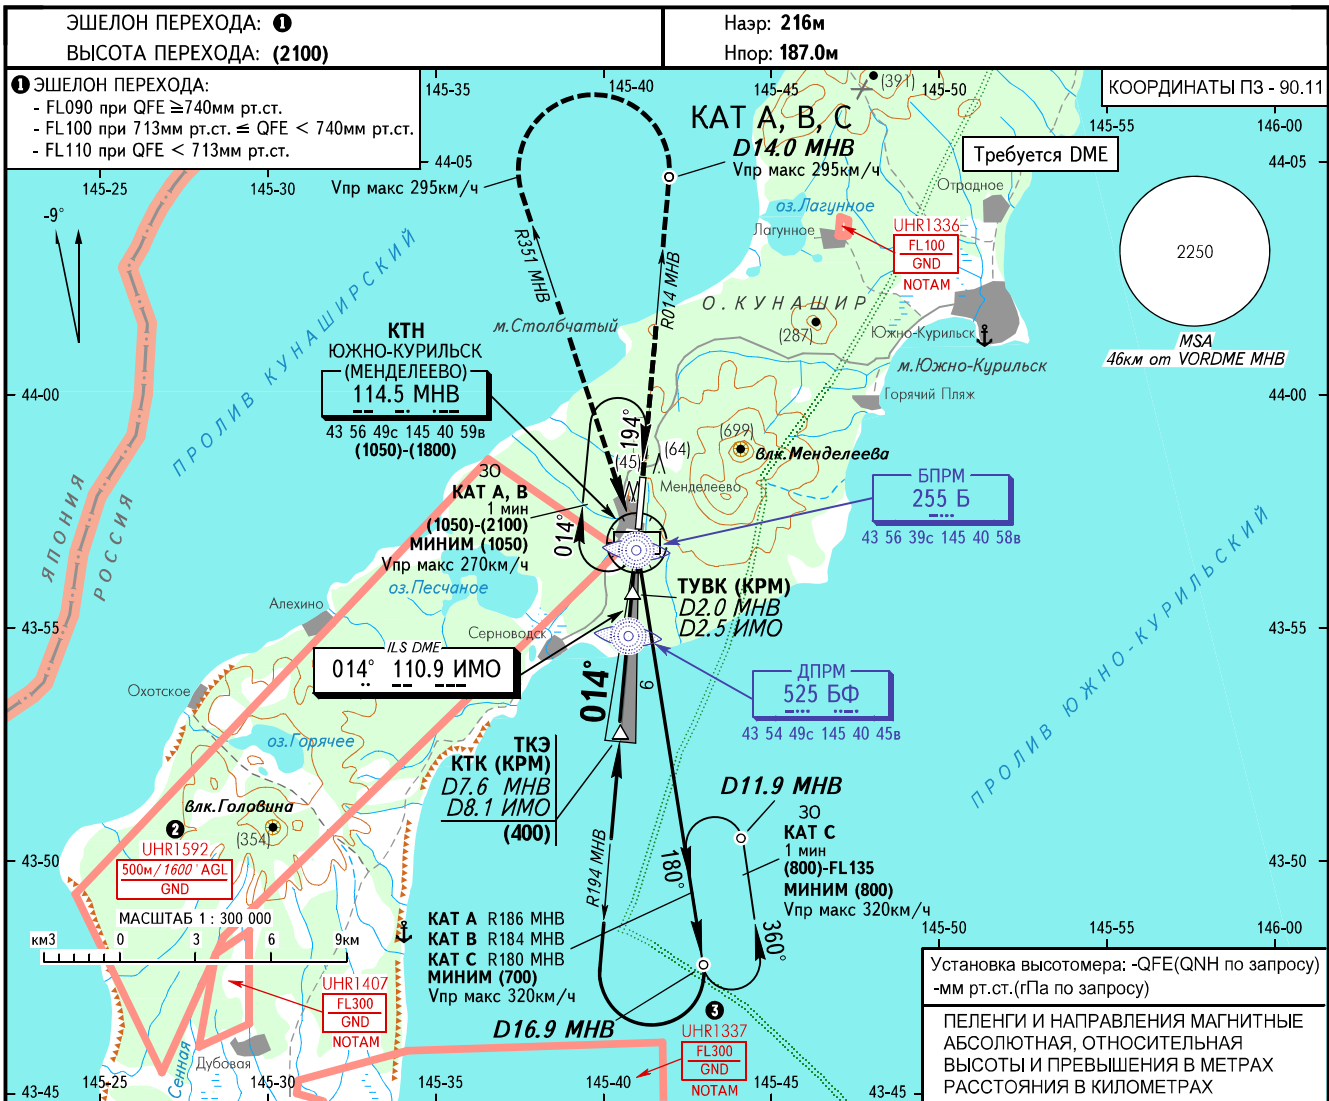 ЭШЕЛОН ПЕРЕХОДА: ❶
ВЫСОТА ПЕРЕХОДА: (2100)
Наэр: 216м
Нпор: 187.0м
❶ ЭШЕЛОН ПЕРЕХОДА:
- FL090 при QFE ≧740мм рт.ст.
- FL100 при 713мм рт.ст. ≦ QFE < 740мм рт.ст.
- FL110 при QFE < 713мм рт.ст.
КООРДИНАТЫ ПЗ - 90.11
145-35
145-40
145-45
145-50
145-55
146-00
(391)
КАТ A, B, C
D14.0 МНВ
Vпр макс 295км/ч
Требуется DME
44-05
44-05
145-25
145-30
Vпр макс 295км/ч
-9°
Отрадное
оз.Лагунное
Лагунное
UHR1336
FL100
GND
NOTAM
2250
MSA
46км от VORDME МНВ
R351 МНВ
R014 МНВ
О. КУНАШИР
(287)
Южно-Курильск
м.Южно-Курильск
м.Столбчатый
ПРОЛИВ КУНАШИРСКИЙ
КТН
ЮЖНО-КУРИЛЬСК
(МЕНДЕЛЕЕВО)
114.5 МНВ
43 56 49с 145 40 59в
(1050)-(1800)
44-00
44-00
Горячий Пляж
194°
(45)
(64)
(699)
влк.Менделеева
Менделеево
ЗО
КАТ A, B
1 мин
(1050)-(2100)
МИНИМ (1050)
Vпр макс 270км/ч
014°
БПРМ
255 Б
43 56 39с 145 40 58в
ЯПОНИЯ
РОССИЯ
оз.Песчаное
Алехино
ТУВК (КРМ)
D2.0 МНВ
D2.5 ИМО
43-55
43-55
Серноводск
ILS DME
014° 110.9 ИМО
014°
6
ДПРМ
525 БФ
43 54 49с 145 40 45в
Охотское
оз.Горячее
ПРОЛИВ ЮЖНО-КУРИЛЬСКИЙ
ТКЭ
КТК (КРМ)
D7.6 МНВ
D8.1 ИМО
(400)
влк.Головина
(354)
D11.9 МНВ
ЗО
КАТ C
1 мин
(800)-FL135
МИНИМ (800)
Vпр макс 320км/ч
R194 МНВ
180°
360°
❷
UHR1592
500м/1600' AGL
GND
43-50
43-50
МАСШТАБ 1 : 300 000
км3 0 3 6 9км
КАТ A R186 МНВ
КАТ B R184 МНВ
КАТ C R180 МНВ
МИНИМ (700)
Vпр макс 320км/ч
145-50
145-55
146-00
UHR1407
FL300
GND
NOTAM
D16.9 МНВ
❸
UHR1337
FL300
GND
NOTAM
Дубовая
Сенная
43-45
145-25
145-30
145-35
145-40
145-45
43-45
Установка высотомера: -QFE(QNH по запросу)
-мм рт.ст.(гПа по запросу)
ПЕЛЕНГИ И НАПРАВЛЕНИЯ МАГНИТНЫЕ
АБСОЛЮТНАЯ, ОТНОСИТЕЛЬНАЯ
ВЫСОТЫ И ПРЕВЫШЕНИЯ В МЕТРАХ
РАССТОЯНИЯ В КИЛОМЕТРАХ